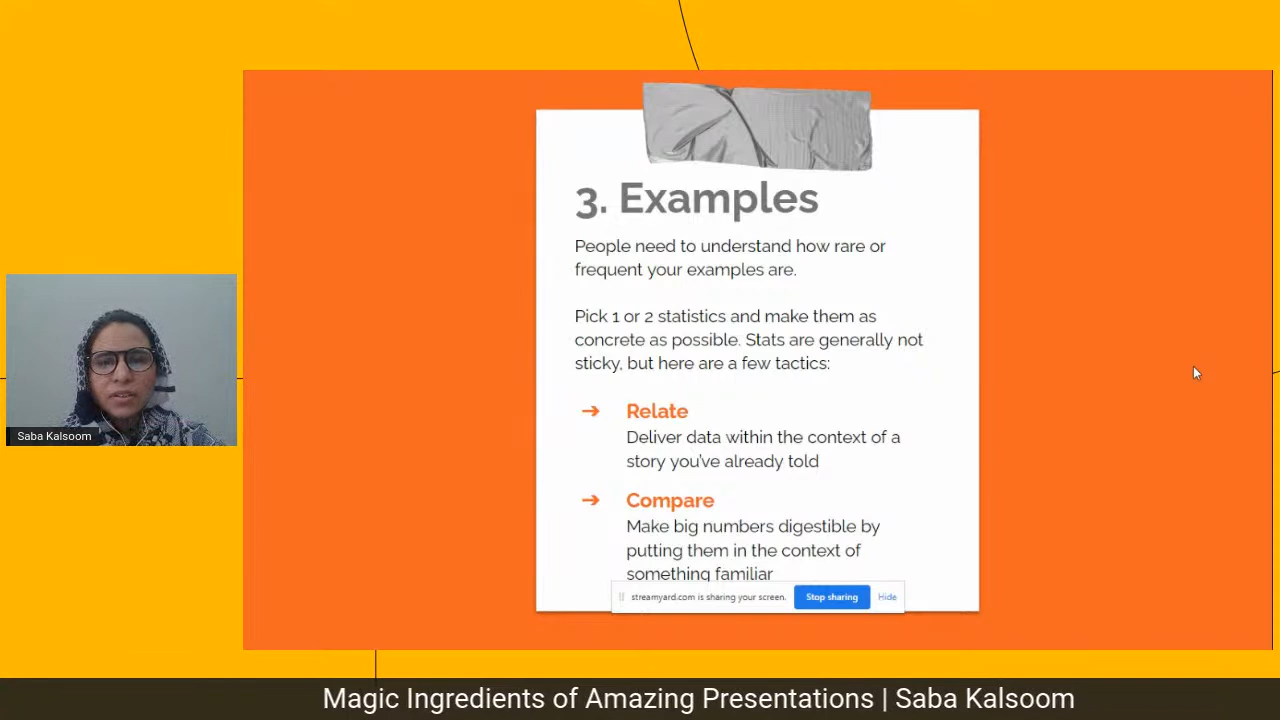 3. Examples
People need to understand how rare or
frequent your examples are.
Pick 1 or 2 statistics and make them as
concrete as possible. Stats are generally not
sticky, but here are a few tactics:
➔ Relate
Deliver data within the context of a
story you've already told
➔ Compare
Make big numbers digestible by
putting them in the context of
something familiar
streamyard.com is sharing your screen. Stop sharing Hide
Saba Kalsoom
Magic Ingredients of Amazing Presentations | Saba Kalsoom